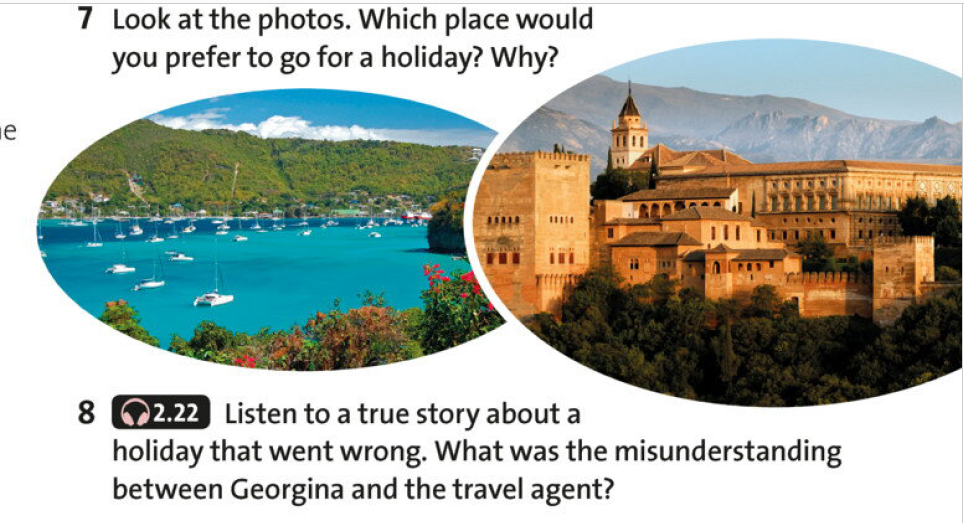 7 Look at the photos. Which place would
you prefer to go for a holiday? Why?
8 2.22 Listen to a true story about a
holiday that went wrong. What was the misunderstanding
between Georgina and the travel agent?